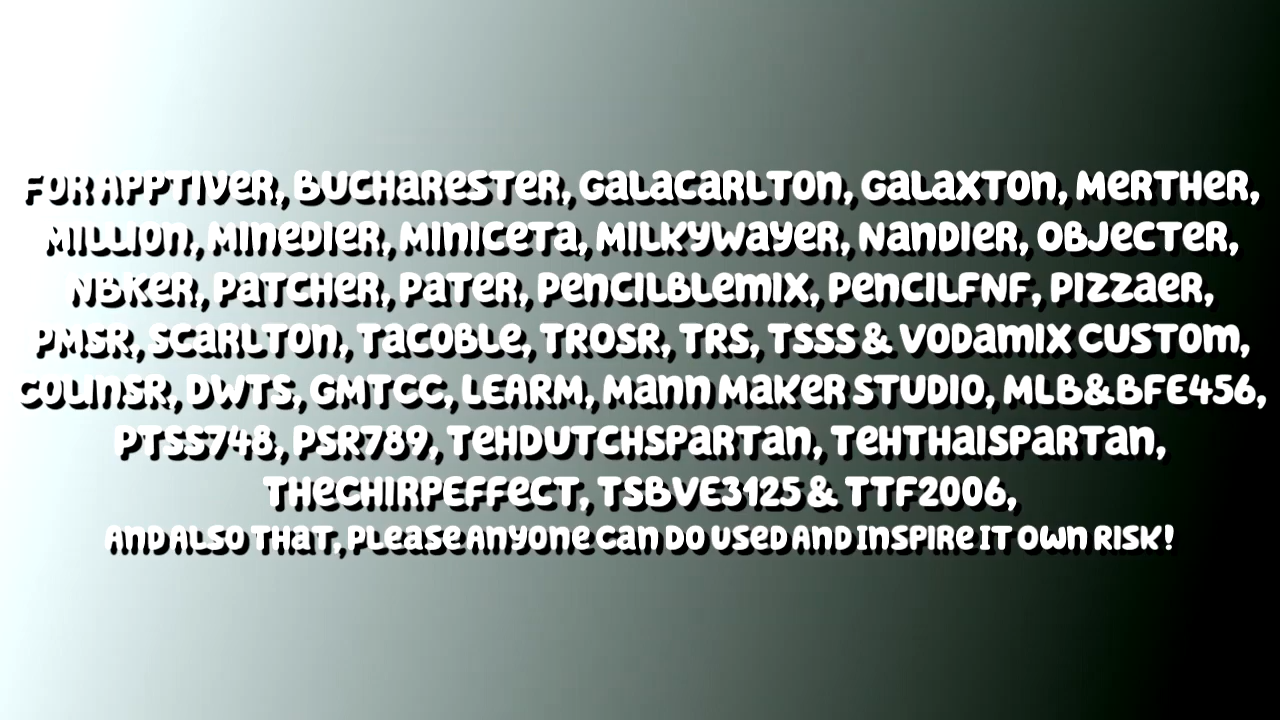 FOR APPTIVER, BUCHARESTER, GALACARLTON, GALAXTON, MERTHER,
MILLION, MINEDIER, MINICETA, MILKYWAYER, NANDIER, OBJECTER,
NBKER, PATCHER, PATER, PENCILBLEMIX, PENCILFNF, PIZZAER,
PMSR, SCARLTON, TACOBLE, TROSR, TRS, TSSS & VODAMIX CUSTOM,
COLINSR, DWTS, GMTCC, LEARM, MANN MAKER STUDIO, MLB&BFE456,
PTSS748, PSR789, TEHDUTCHSPARTAN, TEHTHAISPARTAN,
THECHIRPEFFECT, TSBVE3125 & TTF2006,
AND ALSO THAT, PLEASE ANYONE CAN DO USED AND INSPIRE IT OWN RISK!